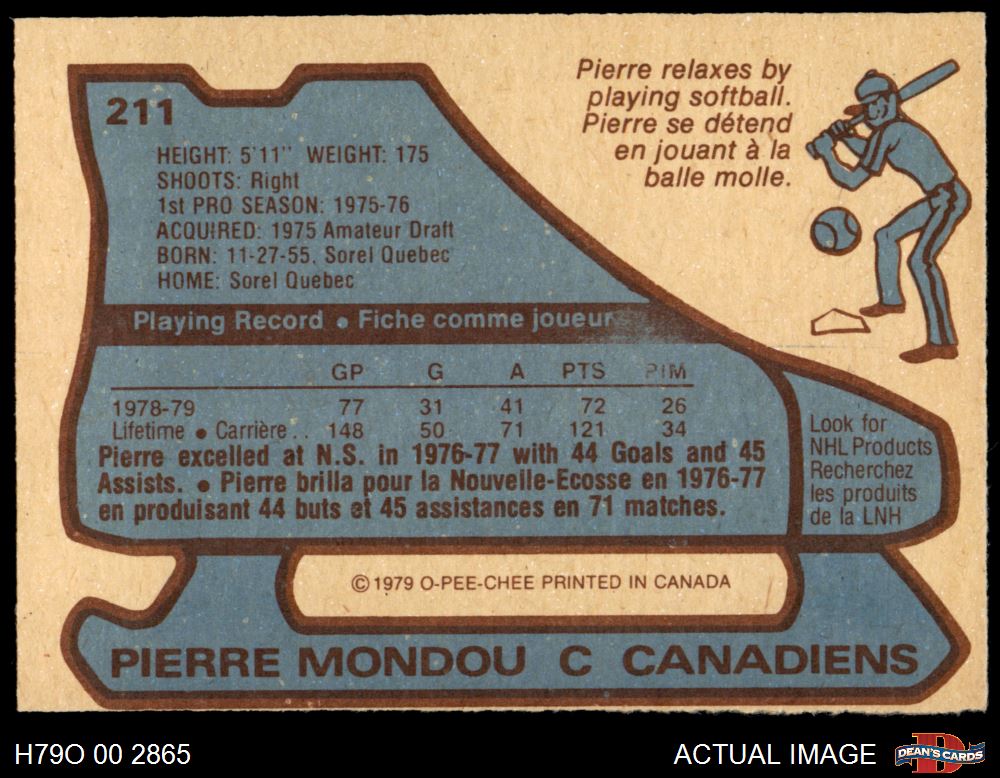 Pierre relaxes by
playing softball.
Pierre se détend
en jouant à la
balle molle.
211
HEIGHT: 5'11" WEIGHT: 175
SHOOTS: Right
1st PRO SEASON: 1975-76
ACQUIRED: 1975 Amateur Draft
BORN: 11-27-55, Sorel Quebec
HOME: Sorel Quebec
Playing Record • Fiche comme joueur
GP G A PTS PIM
1978-79 77 31 41 72 26
Lifetime • Carrière .. 148 50 71 121 34
Pierre excelled at N.S. in 1976-77 with 44 Goals and 45
Assists. • Pierre brilla pour la Nouvelle-Ecosse en 1976-77
en produisant 44 buts et 45 assistances en 71 matches.
Look for
NHL Products
Recherchez
les produits
de la LNH
© 1979 O-PEE-CHEE PRINTED IN CANADA
PIERRE MONDOU C CANADIENS
H79O 00 2865
ACTUAL IMAGE
DEAN'S CARDS